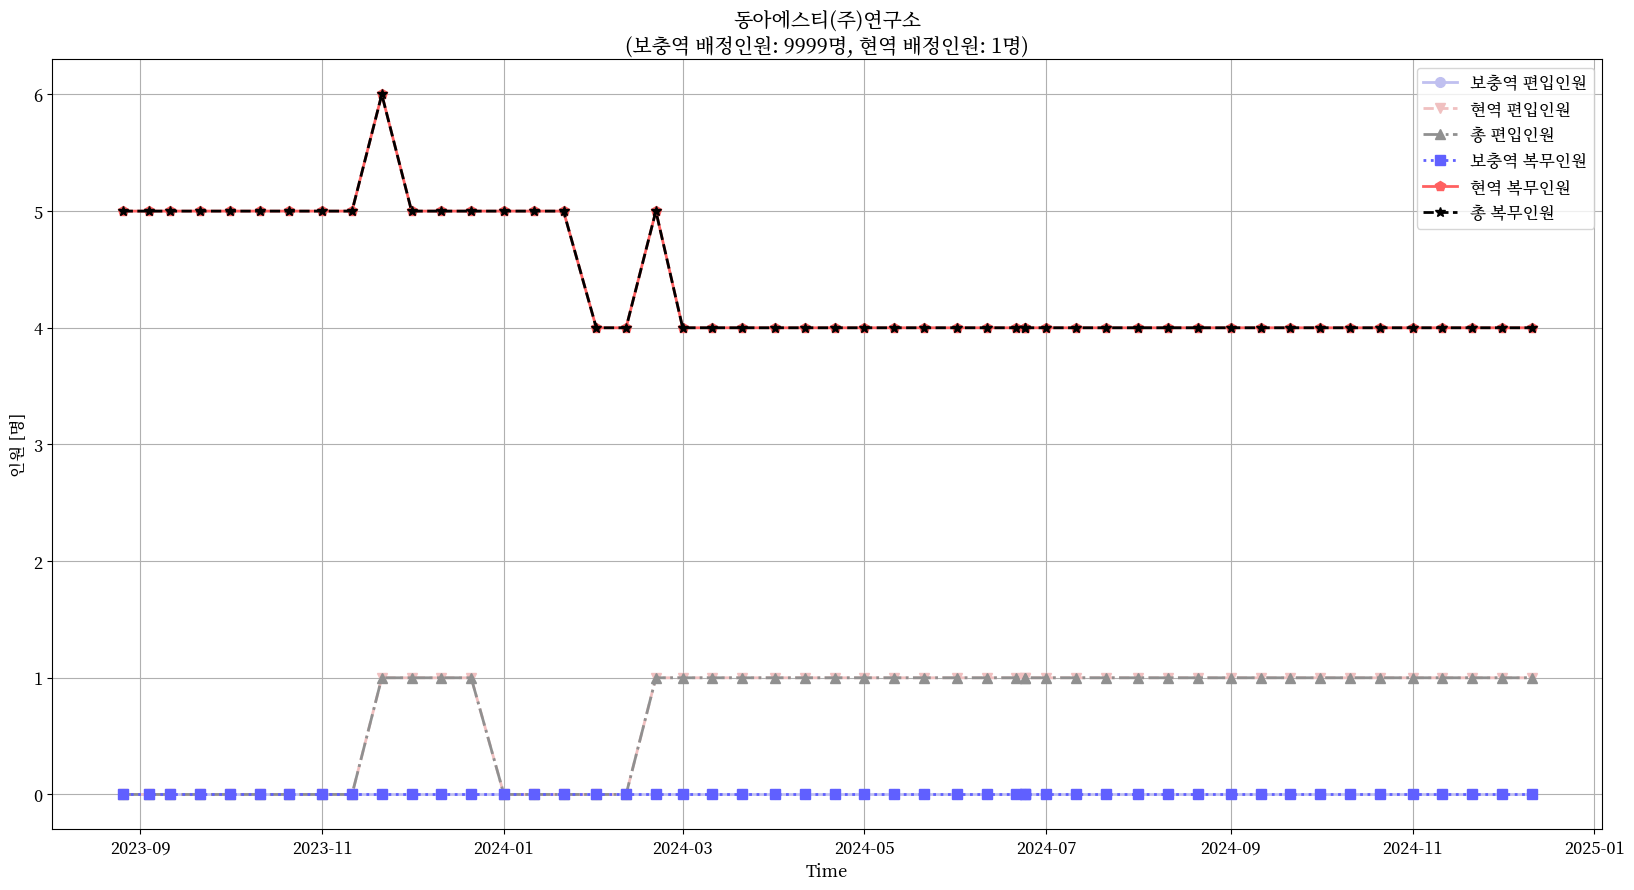 동아에스티(주)연구소
(보충역 배정인원: 9999명, 현역 배정인원: 1명)
보충역 편입인원
현역 편입인원
총 편입인원
보충역 복무인원
현역 복무인원
총 복무인원
인원 [명]
6
5
4
3
2
1
0
2023-09
2023-11
2024-01
2024-03
2024-05
2024-07
2024-09
2024-11
2025-01
Time